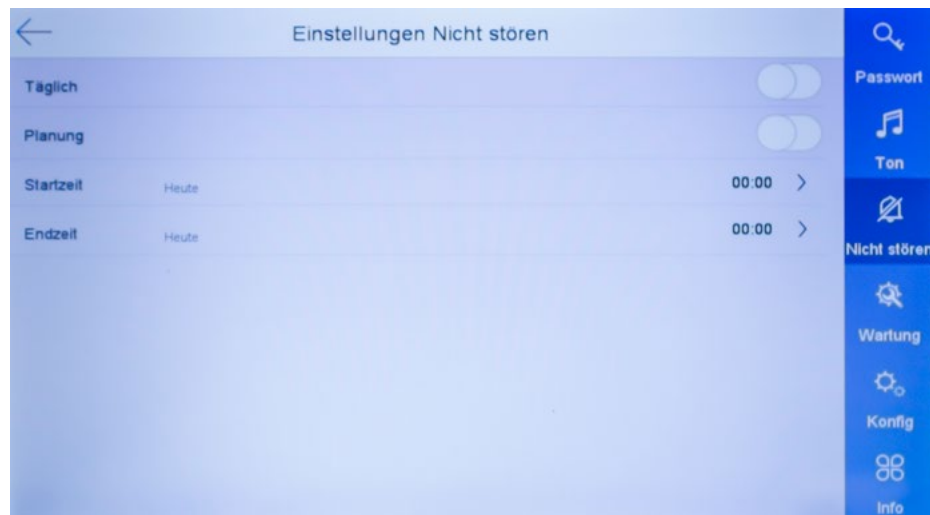 Einstellungen Nicht stören
Täglich
Planung
Startzeit Heute 00:00
Endzeit Heute 00:00
Passwort
Ton
Nicht stören
Wartung
Konfig
Info